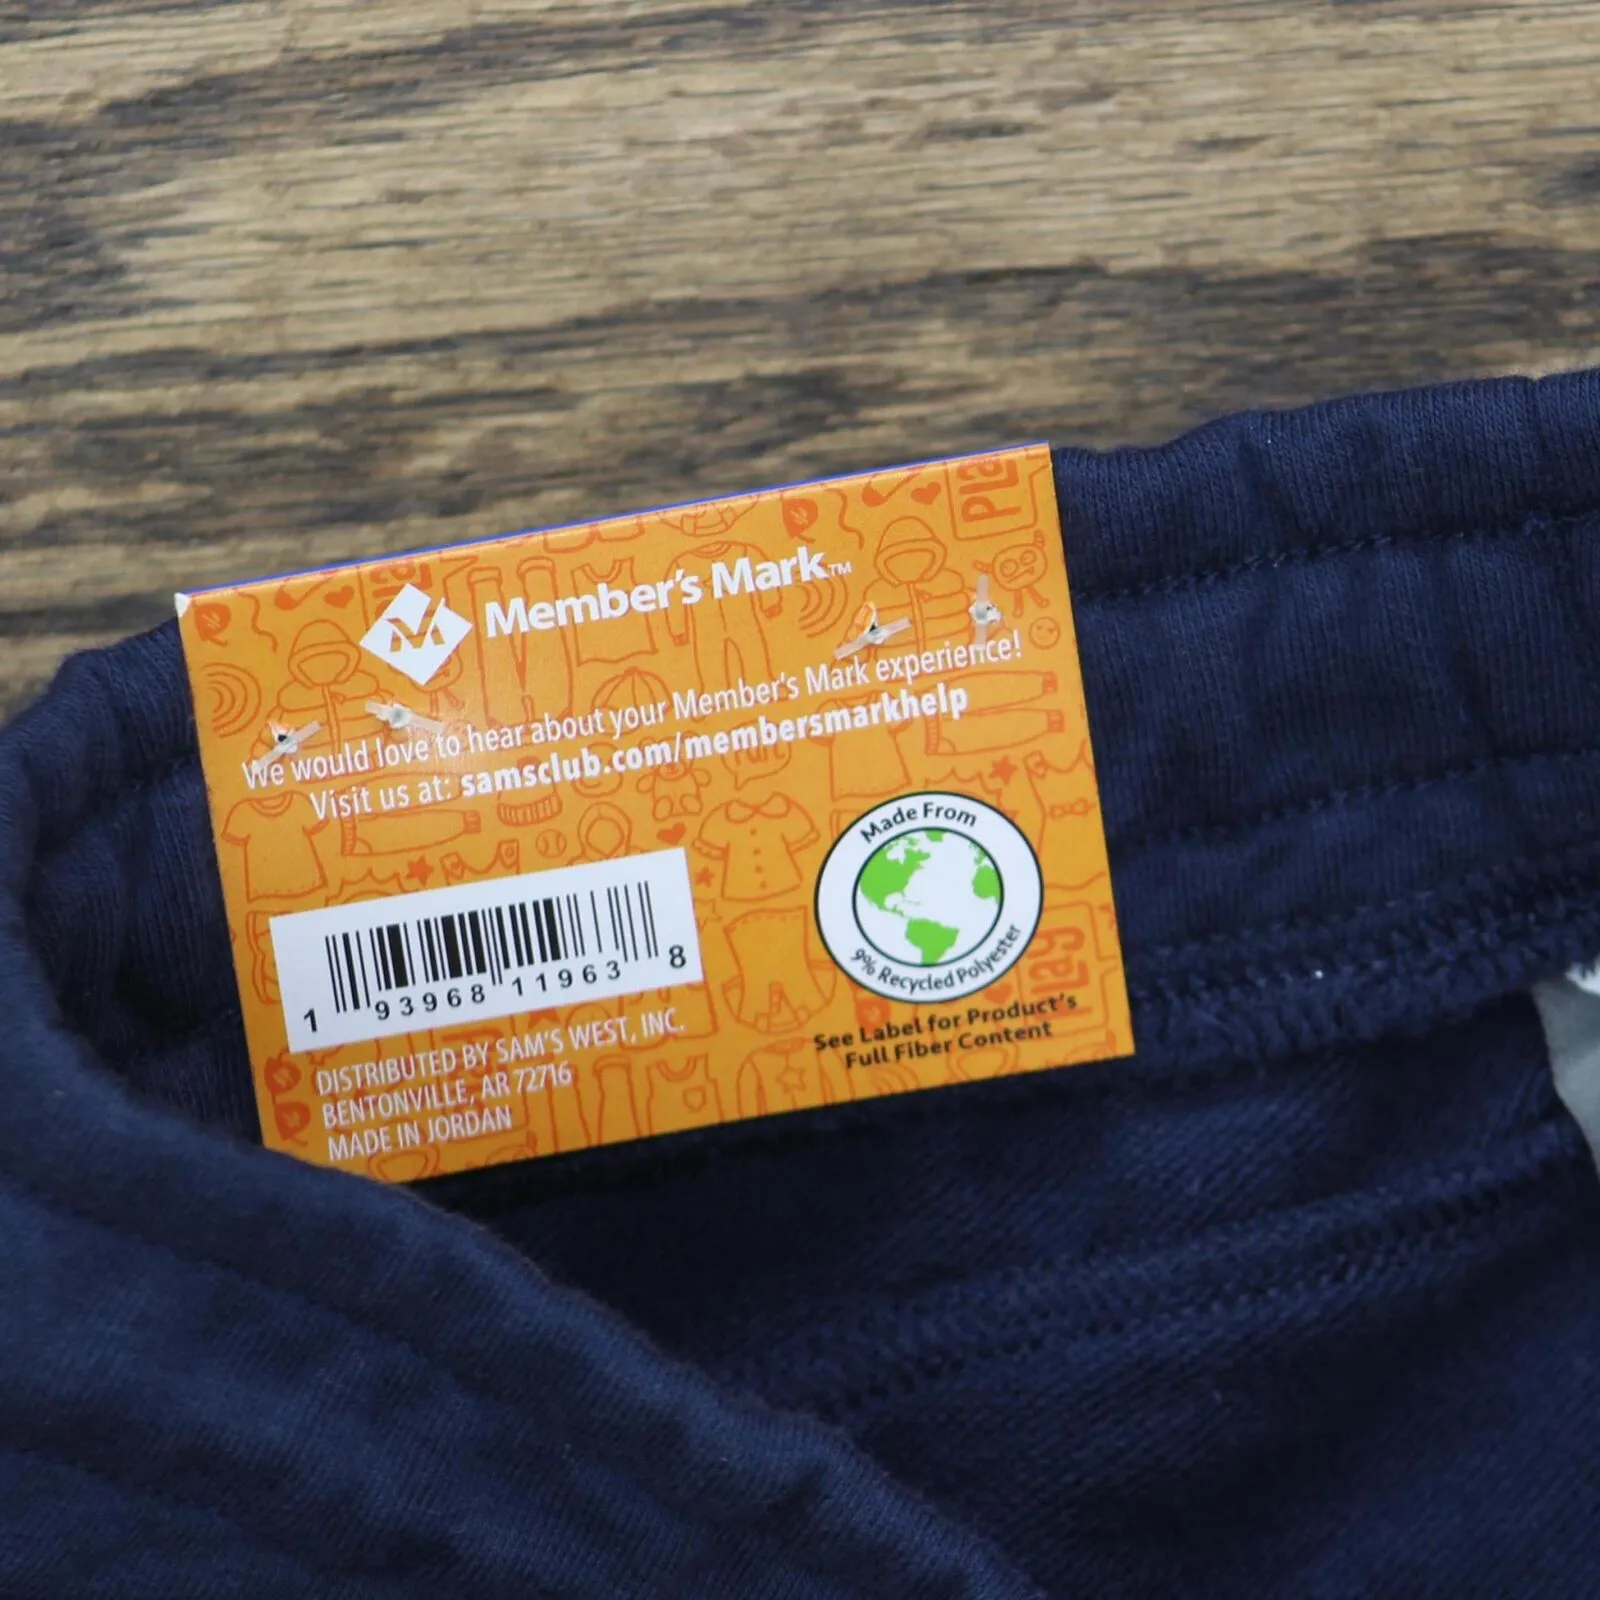 Member's Mark™
We would love to hear about your Member's Mark experience!
Visit us at: samsclub.com/membersmarkhelp
Made From
9% Recycled Polyester
See Label for Product's
Full Fiber Content
1 93968 11963 8
DISTRIBUTED BY SAM'S WEST, INC.
BENTONVILLE, AR 72716
MADE IN JORDAN
PLa
PLay